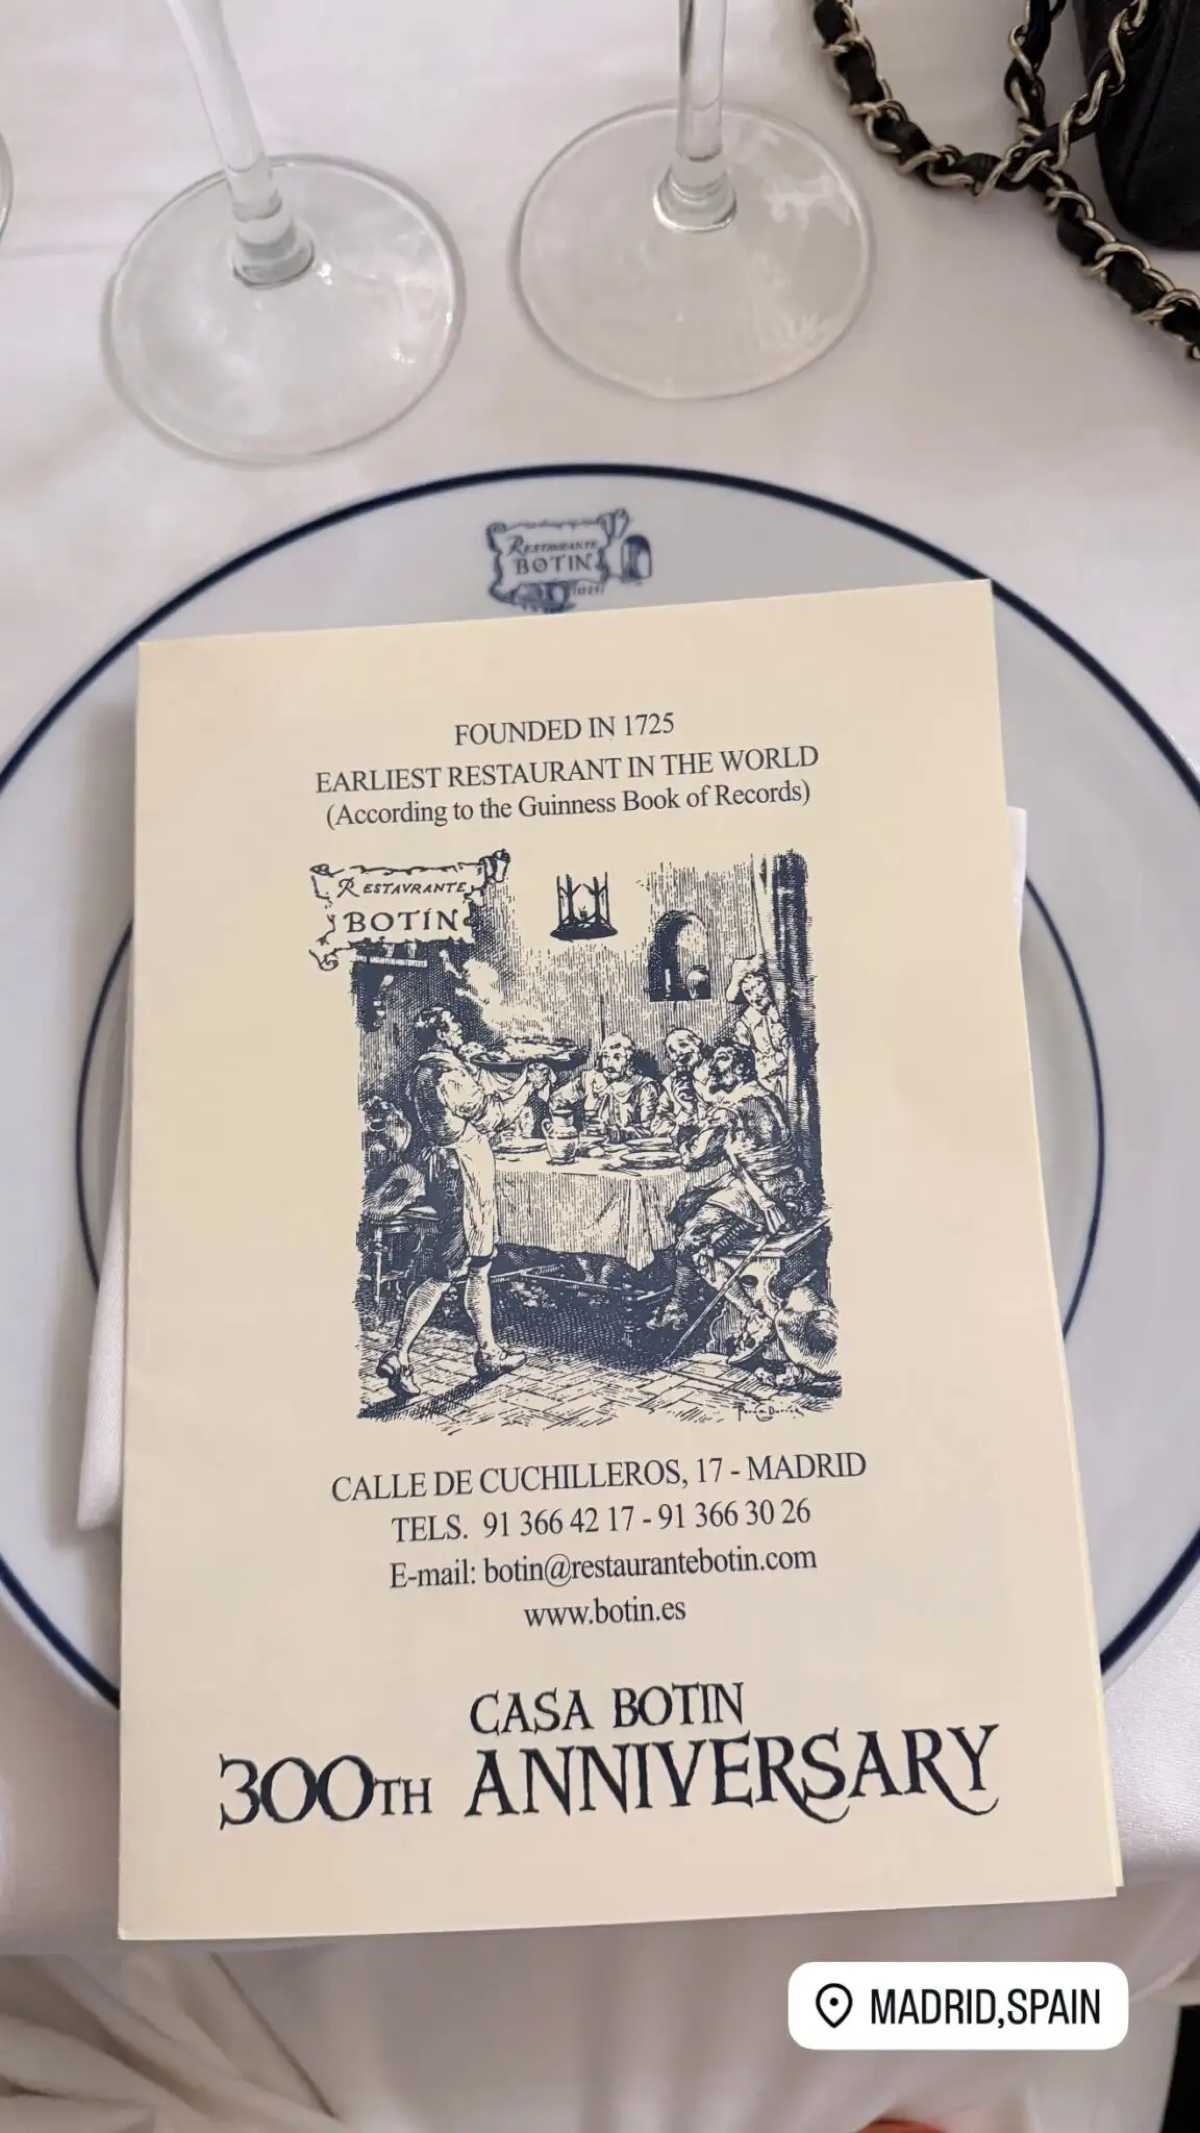 RESTAURANTE
BOTIN
FOUNDED IN 1725
EARLIEST RESTAURANT IN THE WORLD
(According to the Guinness Book of Records)
RESTAVRANTE
BOTÍN
CALLE DE CUCHILLEROS, 17 - MADRID
TELS. 91 366 42 17 - 91 366 30 26
E-mail: botin@restaurantebotin.com
www.botin.es
CASA BOTIN
300TH ANNIVERSARY
MADRID,SPAIN